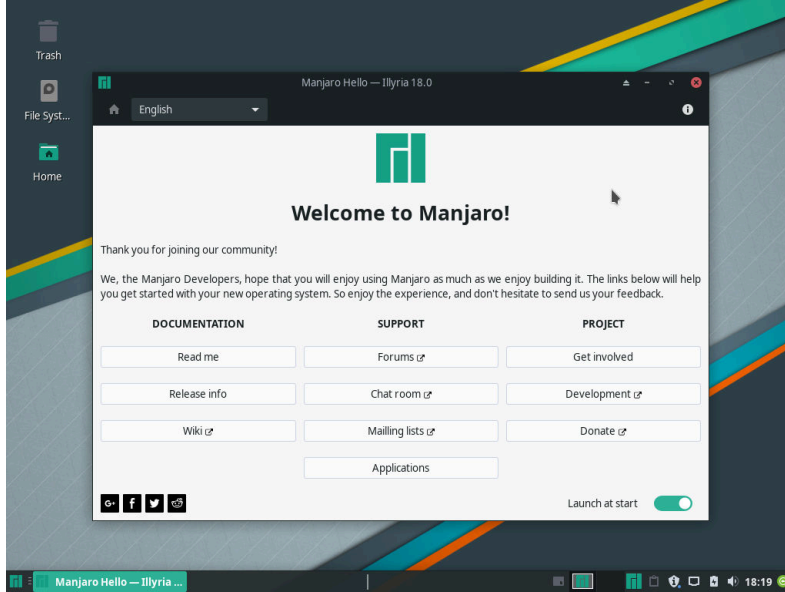 Trash
File Syst...
Home
Manjaro Hello — Illyria 18.0
English
Welcome to Manjaro!
Thank you for joining our community!
We, the Manjaro Developers, hope that you will enjoy using Manjaro as much as we enjoy building it. The links below will help
you get started with your new operating system. So enjoy the experience, and don't hesitate to send us your feedback.
DOCUMENTATION
SUPPORT
PROJECT
Read me
Forums
Get involved
Release info
Chat room
Development
Wiki
Mailling lists
Donate
Applications
G+
Launch at start
Manjaro Hello — Illyria ...
18:19